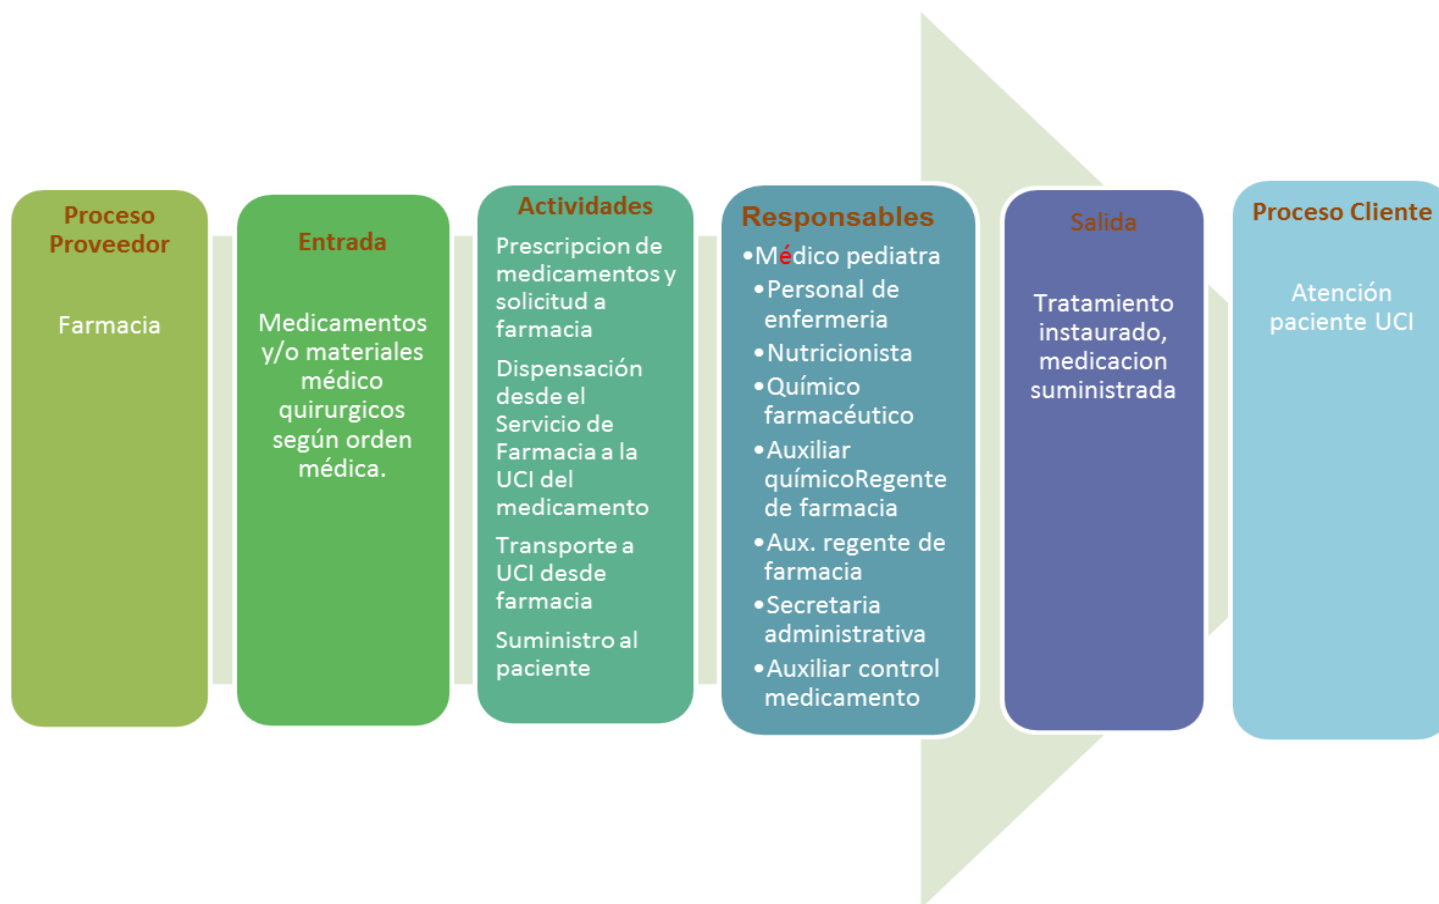 Proceso
Proveedor
Farmacia
Entrada
Medicamentos
y/o materiales
médico
quirurgicos
según orden
médica.
Actividades
Prescripcion de
medicamentos y
solicitud a
farmacia
Dispensación
desde el
Servicio de
Farmacia a la
UCI del
medicamento
Transporte a
UCI desde
farmacia
Suministro al
paciente
Responsables
•Médico pediatra
•Personal de
enfermeria
•Nutricionista
•Químico
farmacéutico
•Auxiliar
químicoRegente
de farmacia
•Aux. regente de
farmacia
•Secretaria
administrativa
•Auxiliar control
medicamento
Salida
Tratamiento
instaurado,
medicacion
suministrada
Proceso Cliente
Atención
paciente UCI